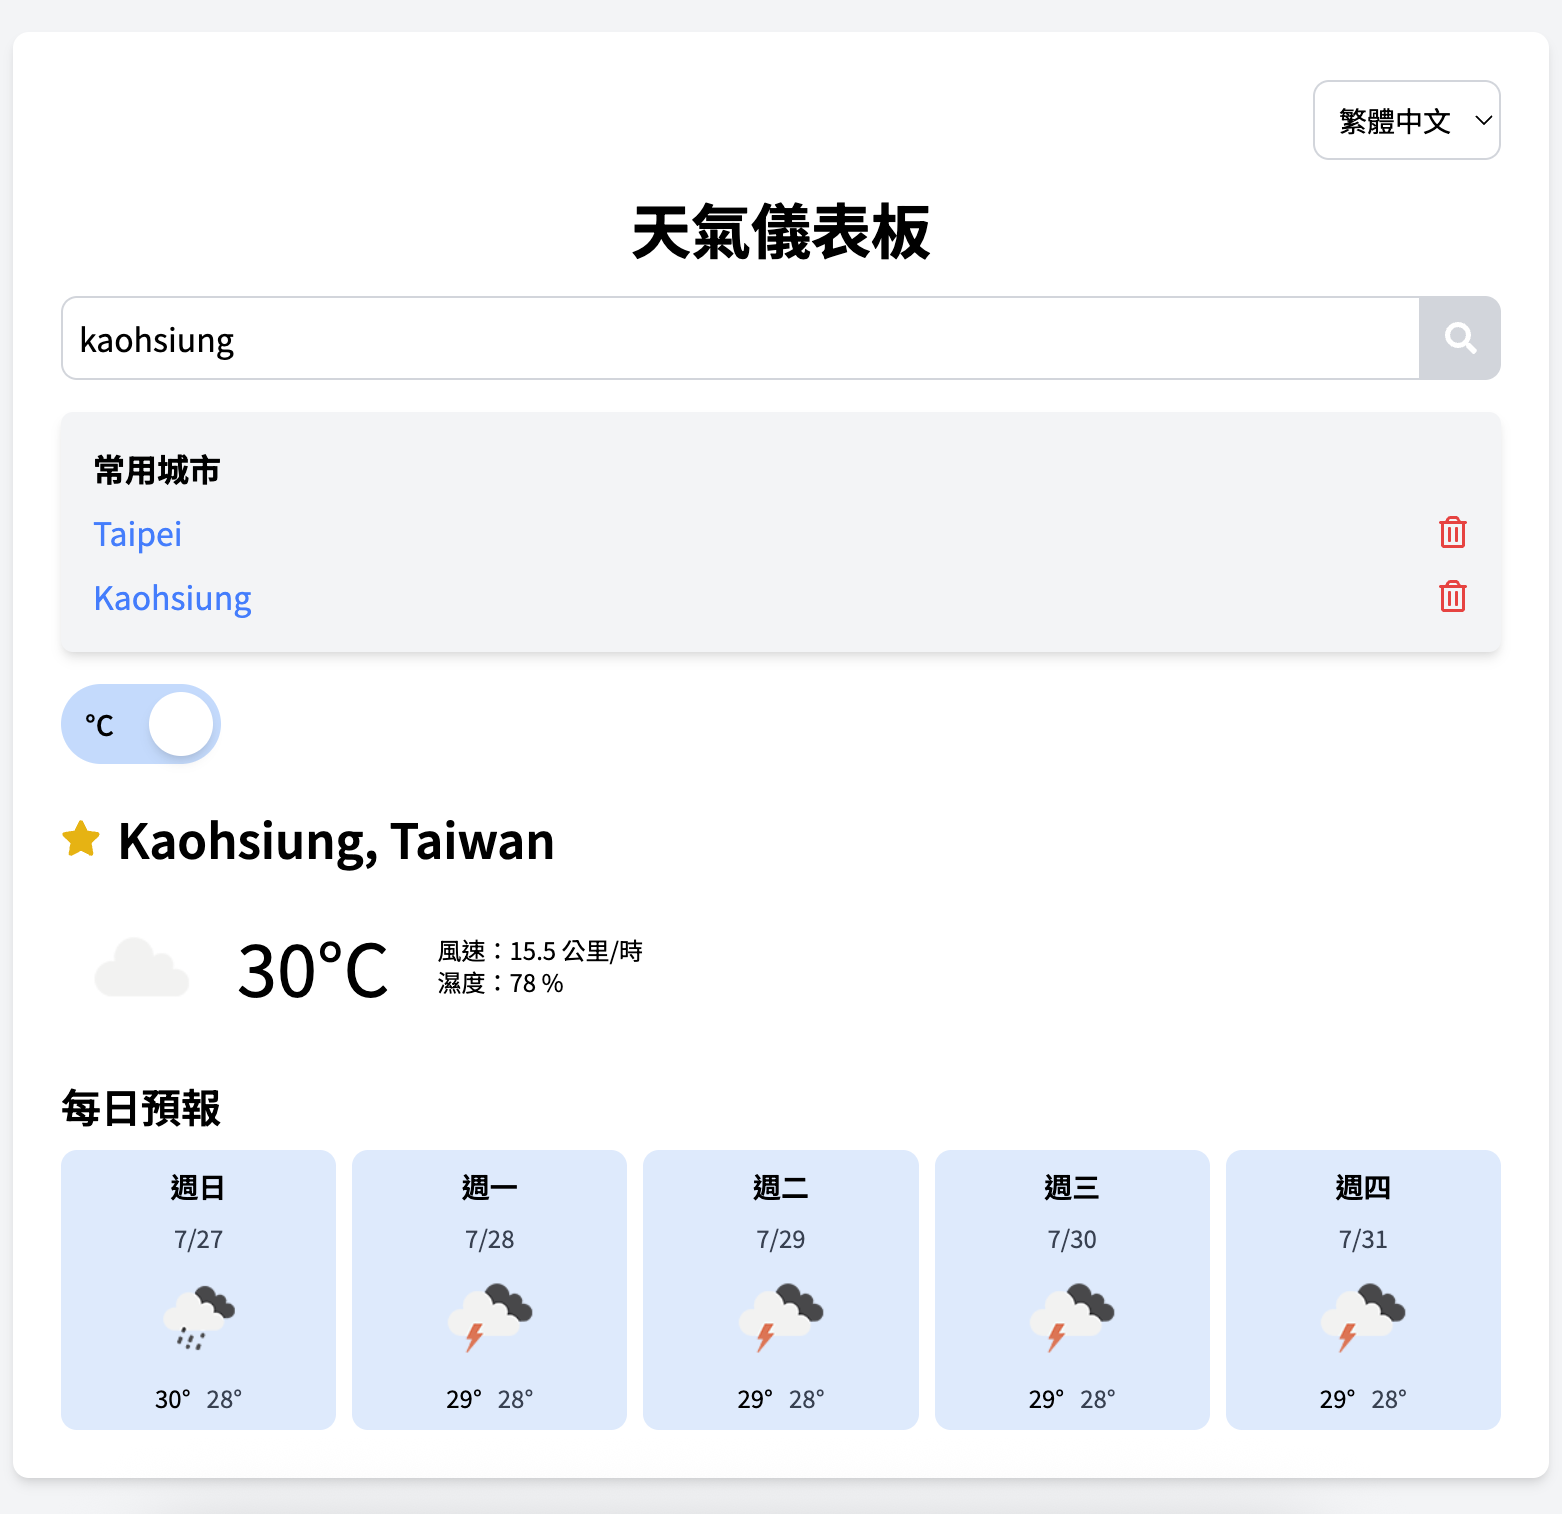 繁體中文
天氣儀表板
kaohsiung
常用城市
Taipei
Kaohsiung
°C
Kaohsiung, Taiwan
30°C
風速：15.5 公里/時
濕度：78 %
每日預報
週日
7/27
30° 28°
週一
7/28
29° 28°
週二
7/29
29° 28°
週三
7/30
29° 28°
週四
7/31
29° 28°